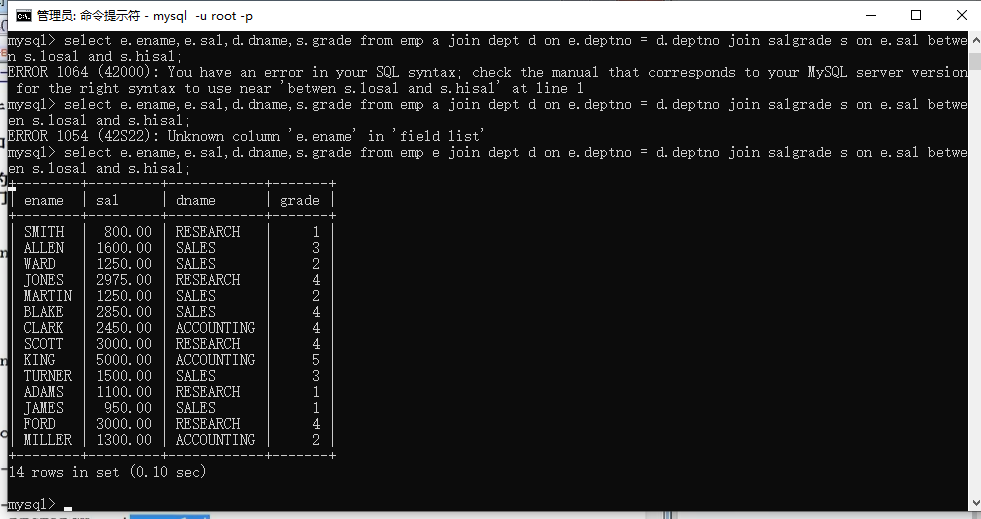 管理员: 命令提示符 - mysql -u root -p
mysql> select e.ename,e.sal,d.dname,s.grade from emp a join dept d on e.deptno = d.deptno join salgrade s on e.sal betwe
n s.losal and s.hisal;
ERROR 1064 (42000): You have an error in your SQL syntax; check the manual that corresponds to your MySQL server version
for the right syntax to use near 'betwen s.losal and s.hisal' at line 1
mysql> select e.ename,e.sal,d.dname,s.grade from emp a join dept d on e.deptno = d.deptno join salgrade s on e.sal betwe
en s.losal and s.hisal;
ERROR 1054 (42S22): Unknown column 'e.ename' in 'field list'
mysql> select e.ename,e.sal,d.dname,s.grade from emp e join dept d on e.deptno = d.deptno join salgrade s on e.sal betwe
en s.losal and s.hisal;
+--------+---------+------------+-------+
| ename | sal | dname | grade |
+--------+---------+------------+-------+
| SMITH | 800.00 | RESEARCH | 1 |
| ALLEN | 1600.00 | SALES | 3 |
| WARD | 1250.00 | SALES | 2 |
| JONES | 2975.00 | RESEARCH | 4 |
| MARTIN | 1250.00 | SALES | 2 |
| BLAKE | 2850.00 | SALES | 4 |
| CLARK | 2450.00 | ACCOUNTING | 4 |
| SCOTT | 3000.00 | RESEARCH | 4 |
| KING | 5000.00 | ACCOUNTING | 5 |
| TURNER | 1500.00 | SALES | 3 |
| ADAMS | 1100.00 | RESEARCH | 1 |
| JAMES | 950.00 | SALES | 1 |
| FORD | 3000.00 | RESEARCH | 4 |
| MILLER | 1300.00 | ACCOUNTING | 2 |
+--------+---------+------------+-------+
14 rows in set (0.10 sec)
mysql>